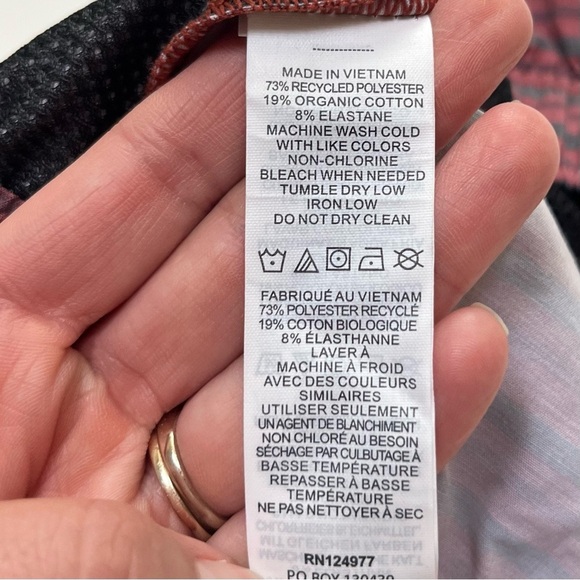 MADE IN VIETNAM
73% RECYCLED POLYESTER
19% ORGANIC COTTON
8% ELASTANE
MACHINE WASH COLD
WITH LIKE COLORS
NON-CHLORINE
BLEACH WHEN NEEDED
TUMBLE DRY LOW
IRON LOW
DO NOT DRY CLEAN
FABRIQUÉ AU VIETNAM
73% POLYESTER RECYCLÉ
19% COTON BIOLOGIQUE
8% ÉLASTHANNE
LAVER À
MACHINE À FROID
AVEC DES COULEURS
SIMILAIRES
UTILISER SEULEMENT
UN AGENT DE BLANCHIMENT
NON CHLORÉ AU BESOIN
SÉCHAGE PAR CULBUTAGE À
BASSE TEMPÉRATURE
REPASSER À BASSE
TEMPÉRATURE
NE PAS NETTOYER À SEC
RN124977
PO BOX 130439